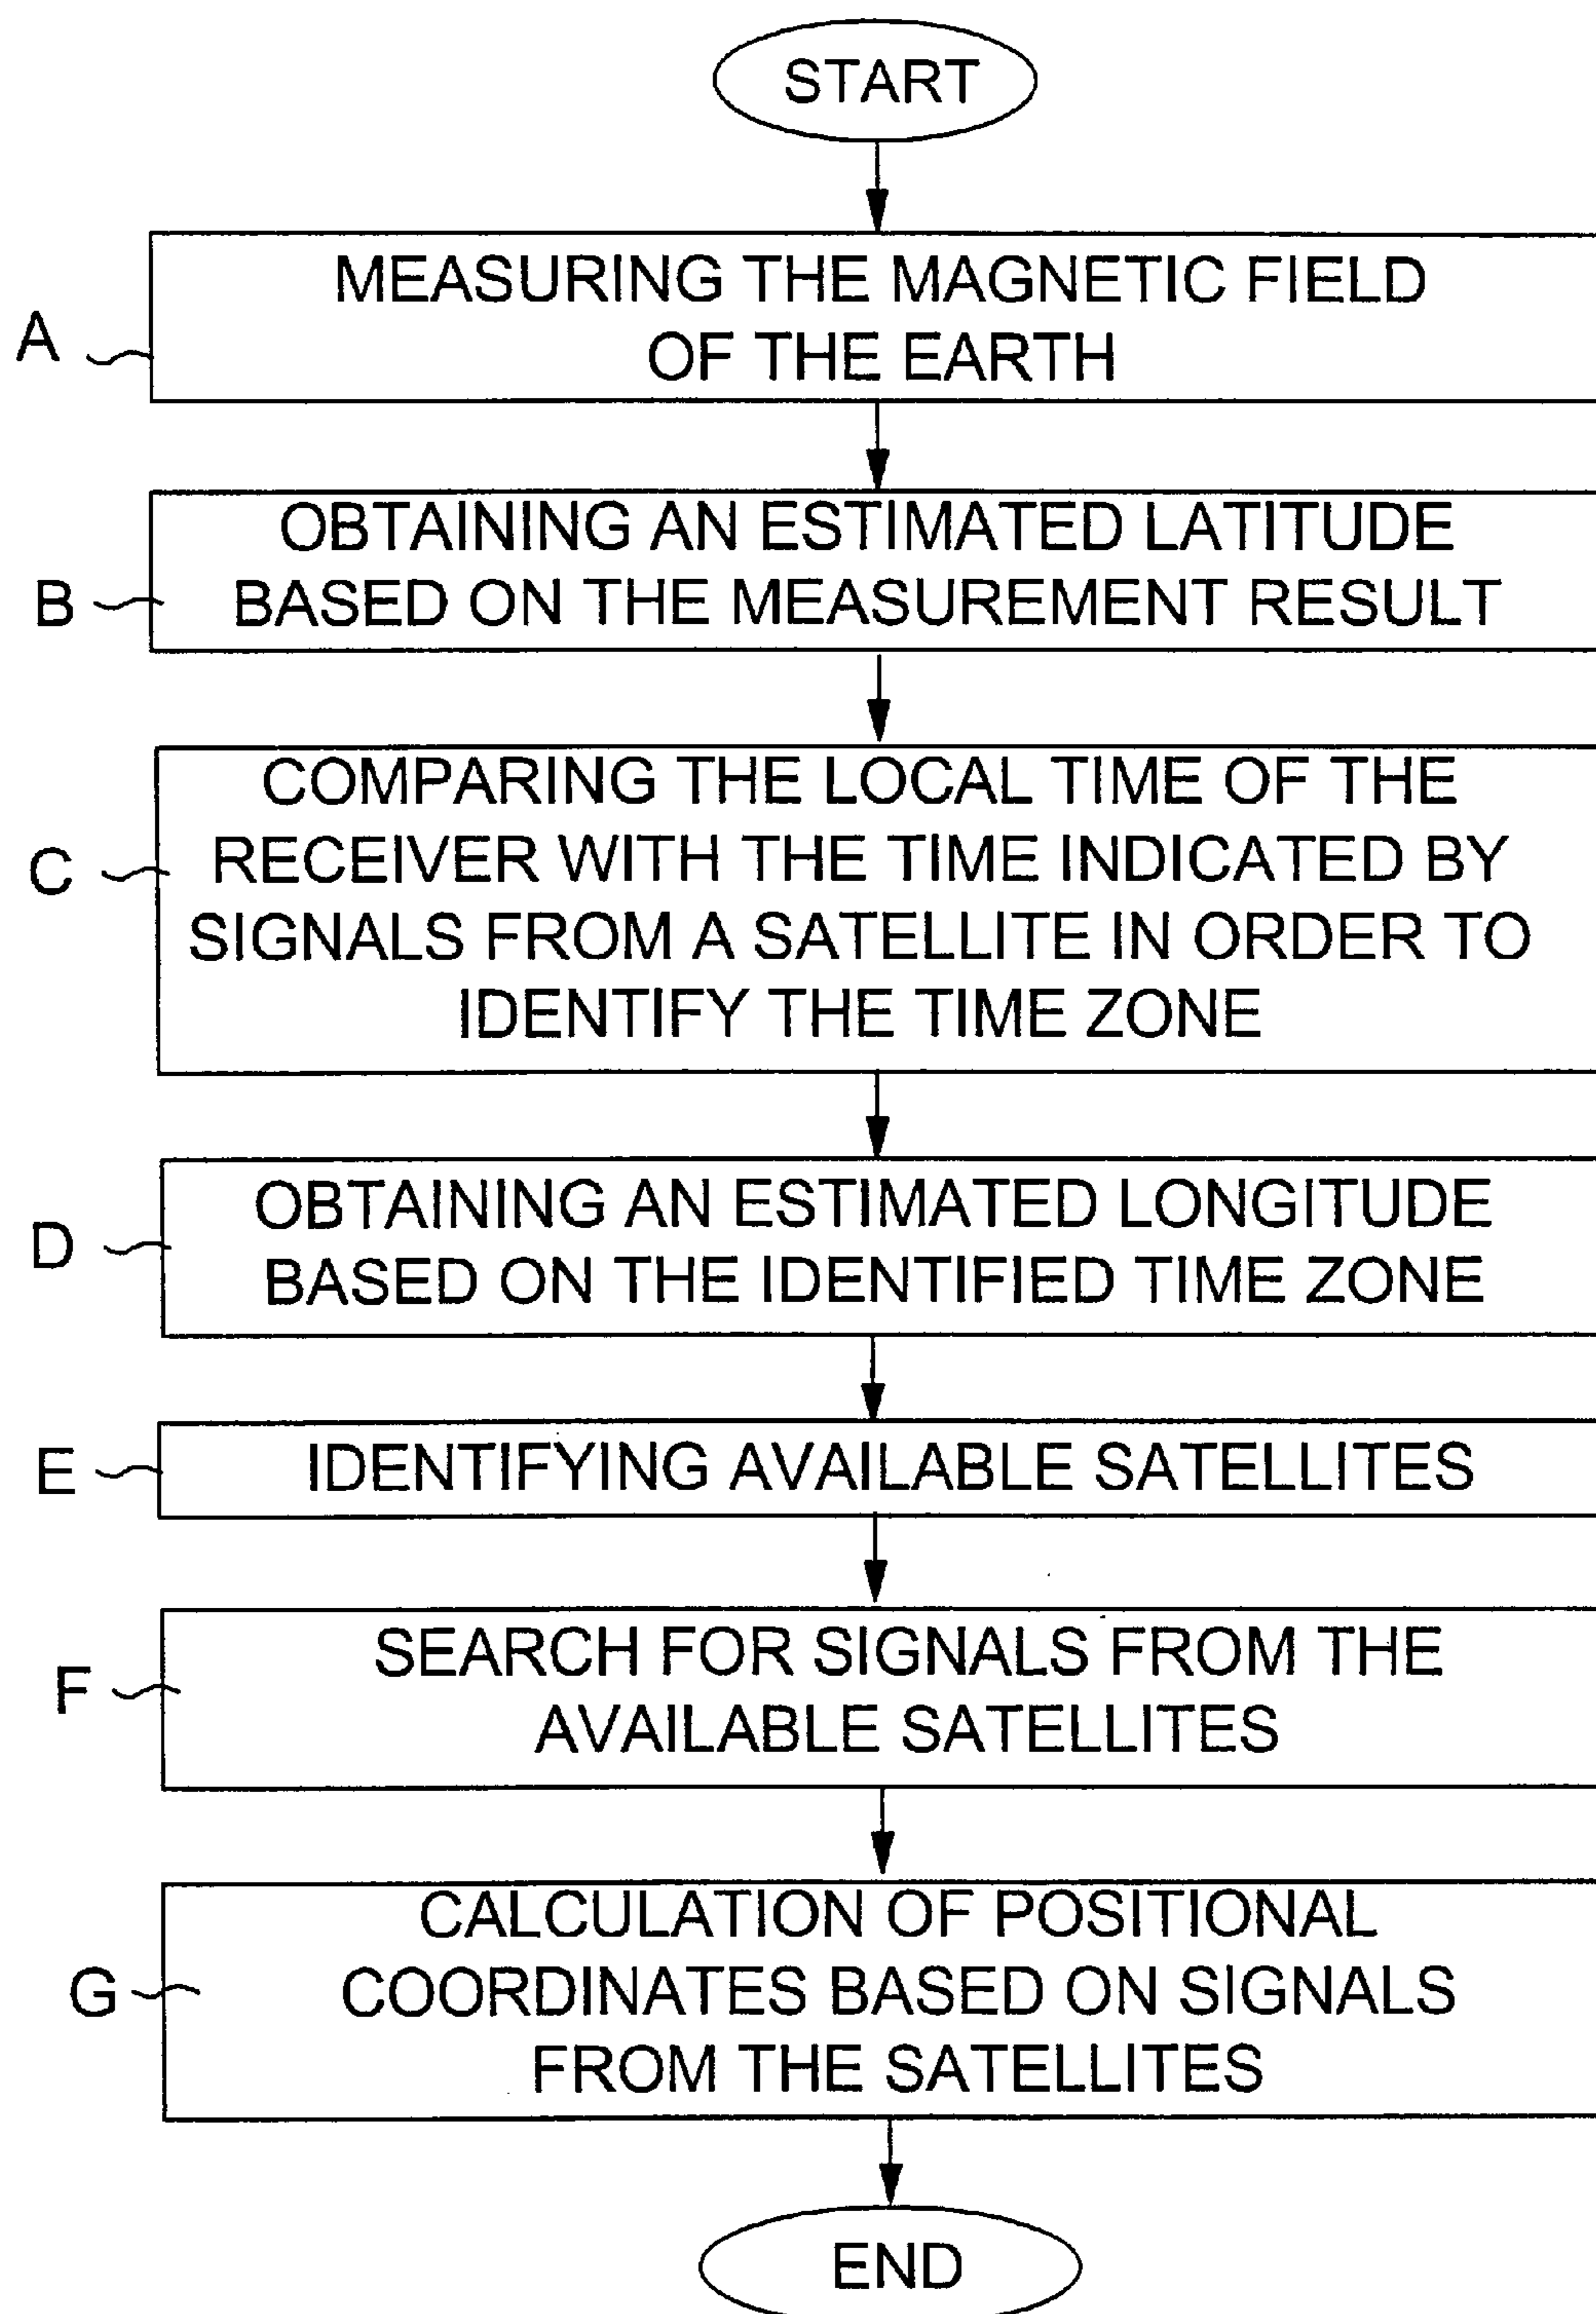 START
A
MEASURING THE MAGNETIC FIELD
OF THE EARTH
B
OBTAINING AN ESTIMATED LATITUDE
BASED ON THE MEASUREMENT RESULT
C
COMPARING THE LOCAL TIME OF THE
RECEIVER WITH THE TIME INDICATED BY
SIGNALS FROM A SATELLITE IN ORDER TO
IDENTIFY THE TIME ZONE
D
OBTAINING AN ESTIMATED LONGITUDE
BASED ON THE IDENTIFIED TIME ZONE
E
IDENTIFYING AVAILABLE SATELLITES
F
SEARCH FOR SIGNALS FROM THE
AVAILABLE SATELLITES
G
CALCULATION OF POSITIONAL
COORDINATES BASED ON SIGNALS
FROM THE SATELLITES
END